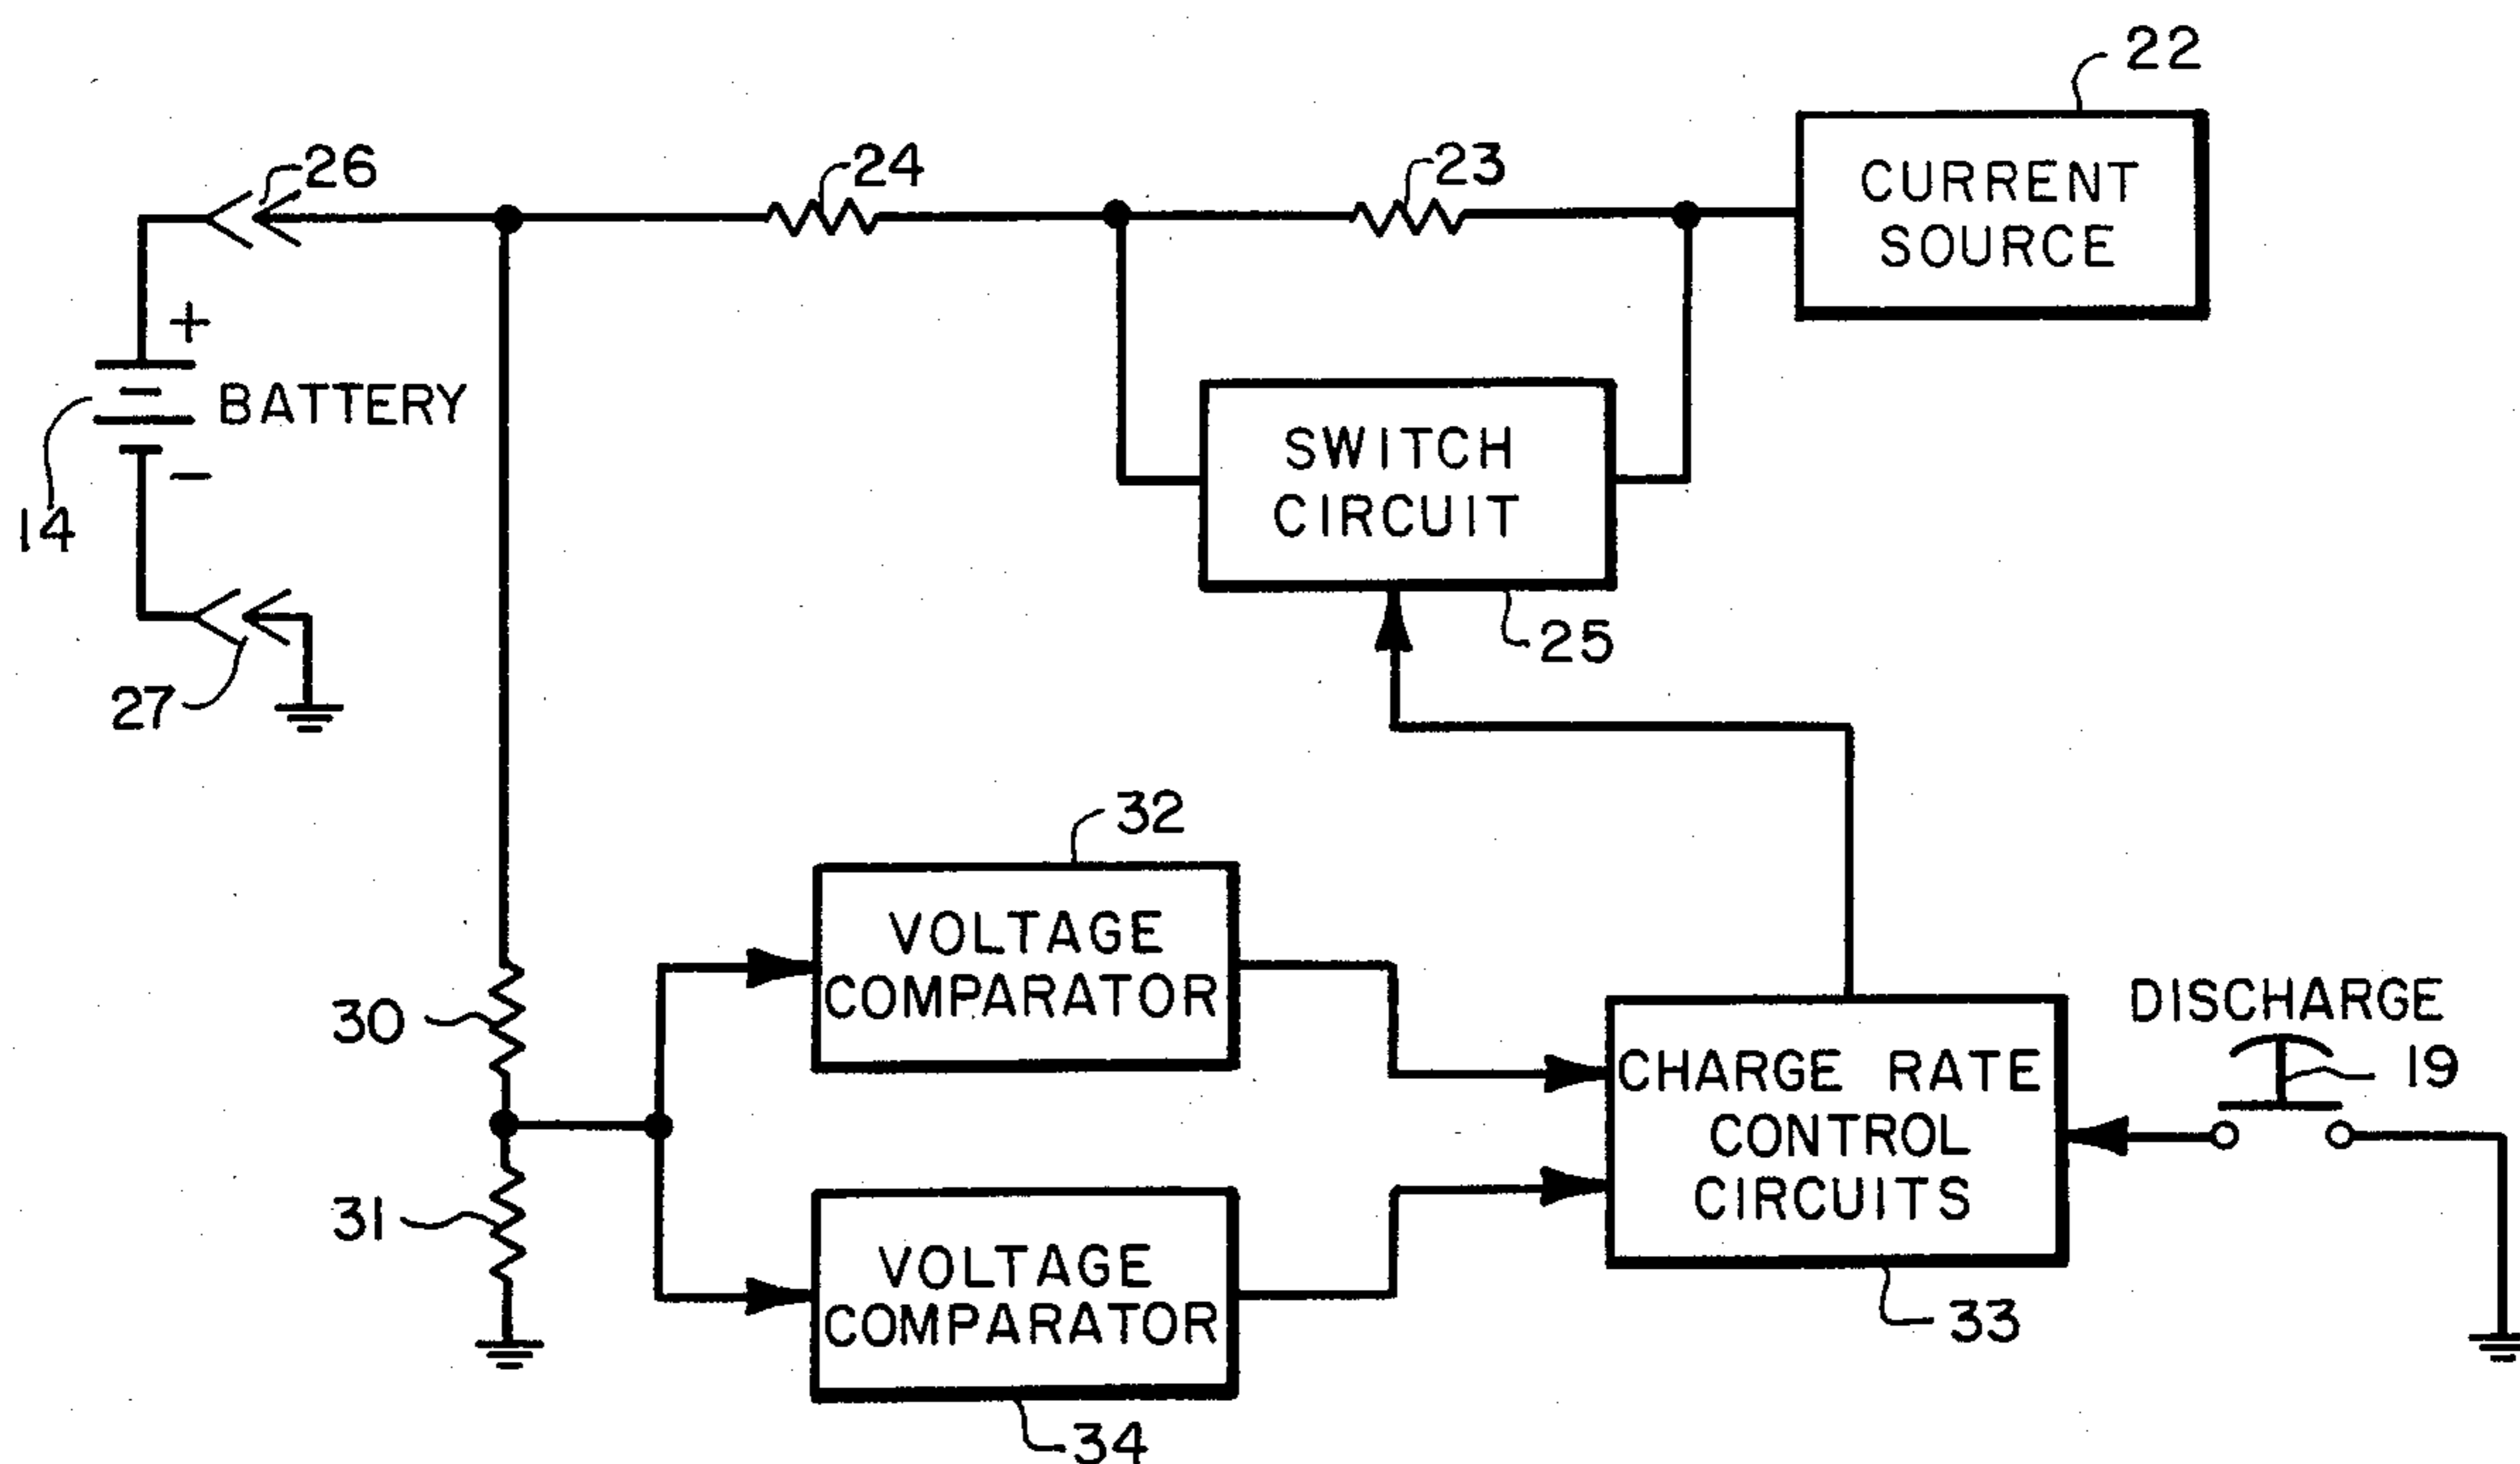 22
26
24
23
CURRENT
SOURCE
+
BATTERY
SWITCH
CIRCUIT
−
14
25
27
32
VOLTAGE
COMPARATOR
DISCHARGE
30
CHARGE RATE
CONTROL
CIRCUITS
19
31
VOLTAGE
COMPARATOR
33
34